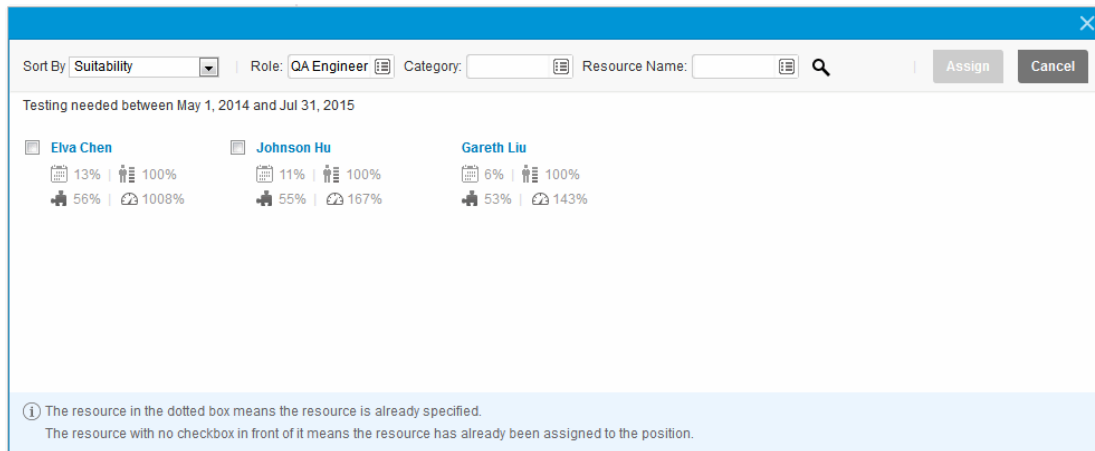 Sort By Suitability | Role: QA Engineer Category: Resource Name: | Assign Cancel
Testing needed between May 1, 2014 and Jul 31, 2015
Elva Chen Johnson Hu Gareth Liu
13% | 100% 11% | 100% 6% | 100%
56% | 1008% 55% | 167% 53% | 143%
The resource in the dotted box means the resource is already specified.
The resource with no checkbox in front of it means the resource has already been assigned to the position.